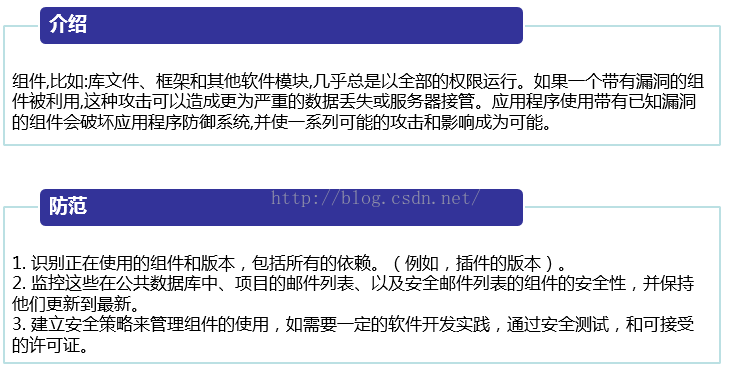 介绍
组件,比如:库文件、框架和其他软件模块,几乎总是以全部的权限运行。如果一个带有漏洞的组
件被利用,这种攻击可以造成更为严重的数据丢失或服务器接管。应用程序使用带有已知漏洞
的组件会破坏应用程序防御系统,并使一系列可能的攻击和影响成为可能。
防范
http://blog.csdn.net/
1. 识别正在使用的组件和版本，包括所有的依赖。（例如，插件的版本）。
2. 监控这些在公共数据库中、项目的邮件列表、以及安全邮件列表的组件的安全性，并保持
他们更新到最新。
3. 建立安全策略来管理组件的使用，如需要一定的软件开发实践，通过安全测试，和可接受
的许可证。